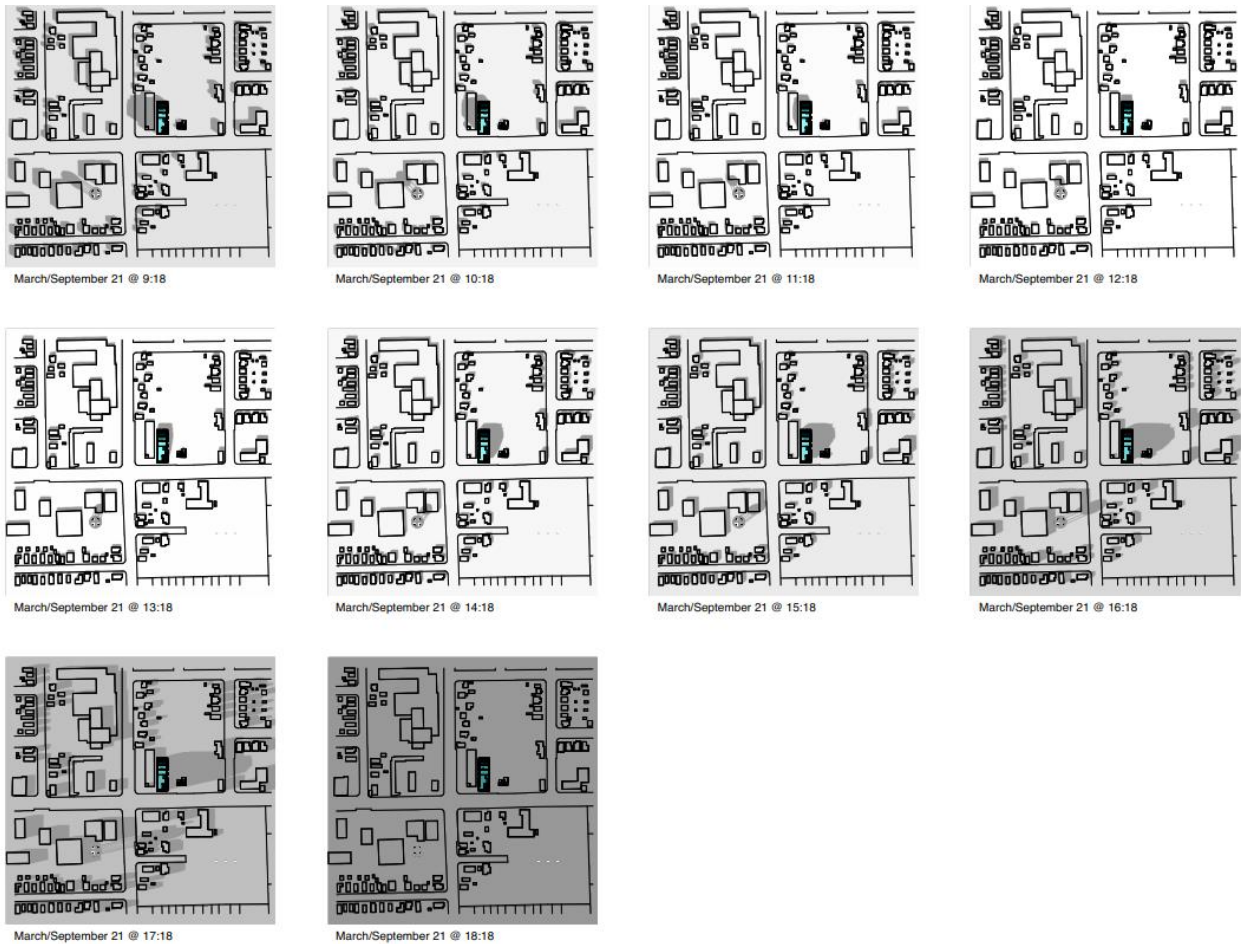 March/September 21 @ 9:18
March/September 21 @ 10:18
March/September 21 @ 11:18
March/September 21 @ 12:18
March/September 21 @ 13:18
March/September 21 @ 14:18
March/September 21 @ 15:18
March/September 21 @ 16:18
March/September 21 @ 17:18
March/September 21 @ 18:18